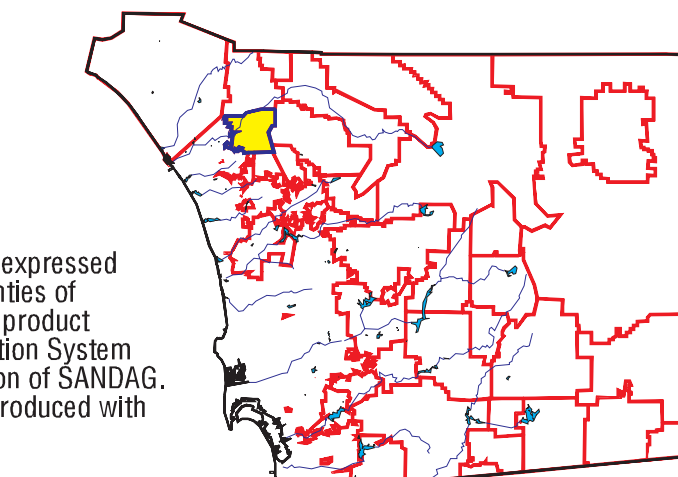 expressed
nties of
product
tion System
on of SANDAG.
roduced with